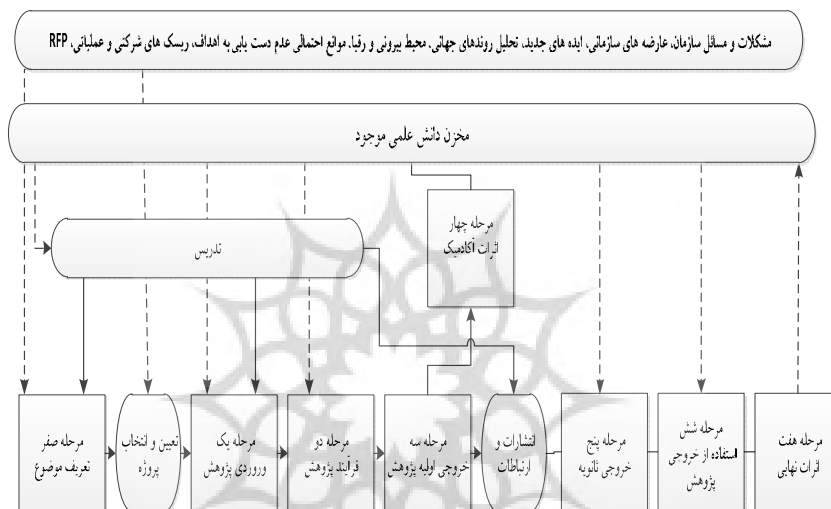 مشکلات و مسائل سازمان، عارضه های سازمانی، ایده های جدید، تحلیل روندهای جهانی، محیط بیرونی و رقبا، موانع احتمالی عدم دست یابی به اهداف، ریسک های شرکتی و عملیاتی، RFP
مخزن دانش علمی موجود
مرحله چهار
اثرات آکادمیک
تدریس
مرحله صفر
تعریف موضوع
تعیین و انتخاب
پروژه
مرحله یک
وروردی پژوهش
مرحله دو
فرآیند پژوهش
مرحله سه
خروجی اولیه پژوهش
انتشارات و
ارتباطات
مرحله پنج
خروجی ثانویه
مرحله شش
استفاده از خروجی
پژوهش
مرحله هفت
اثرات نهایی